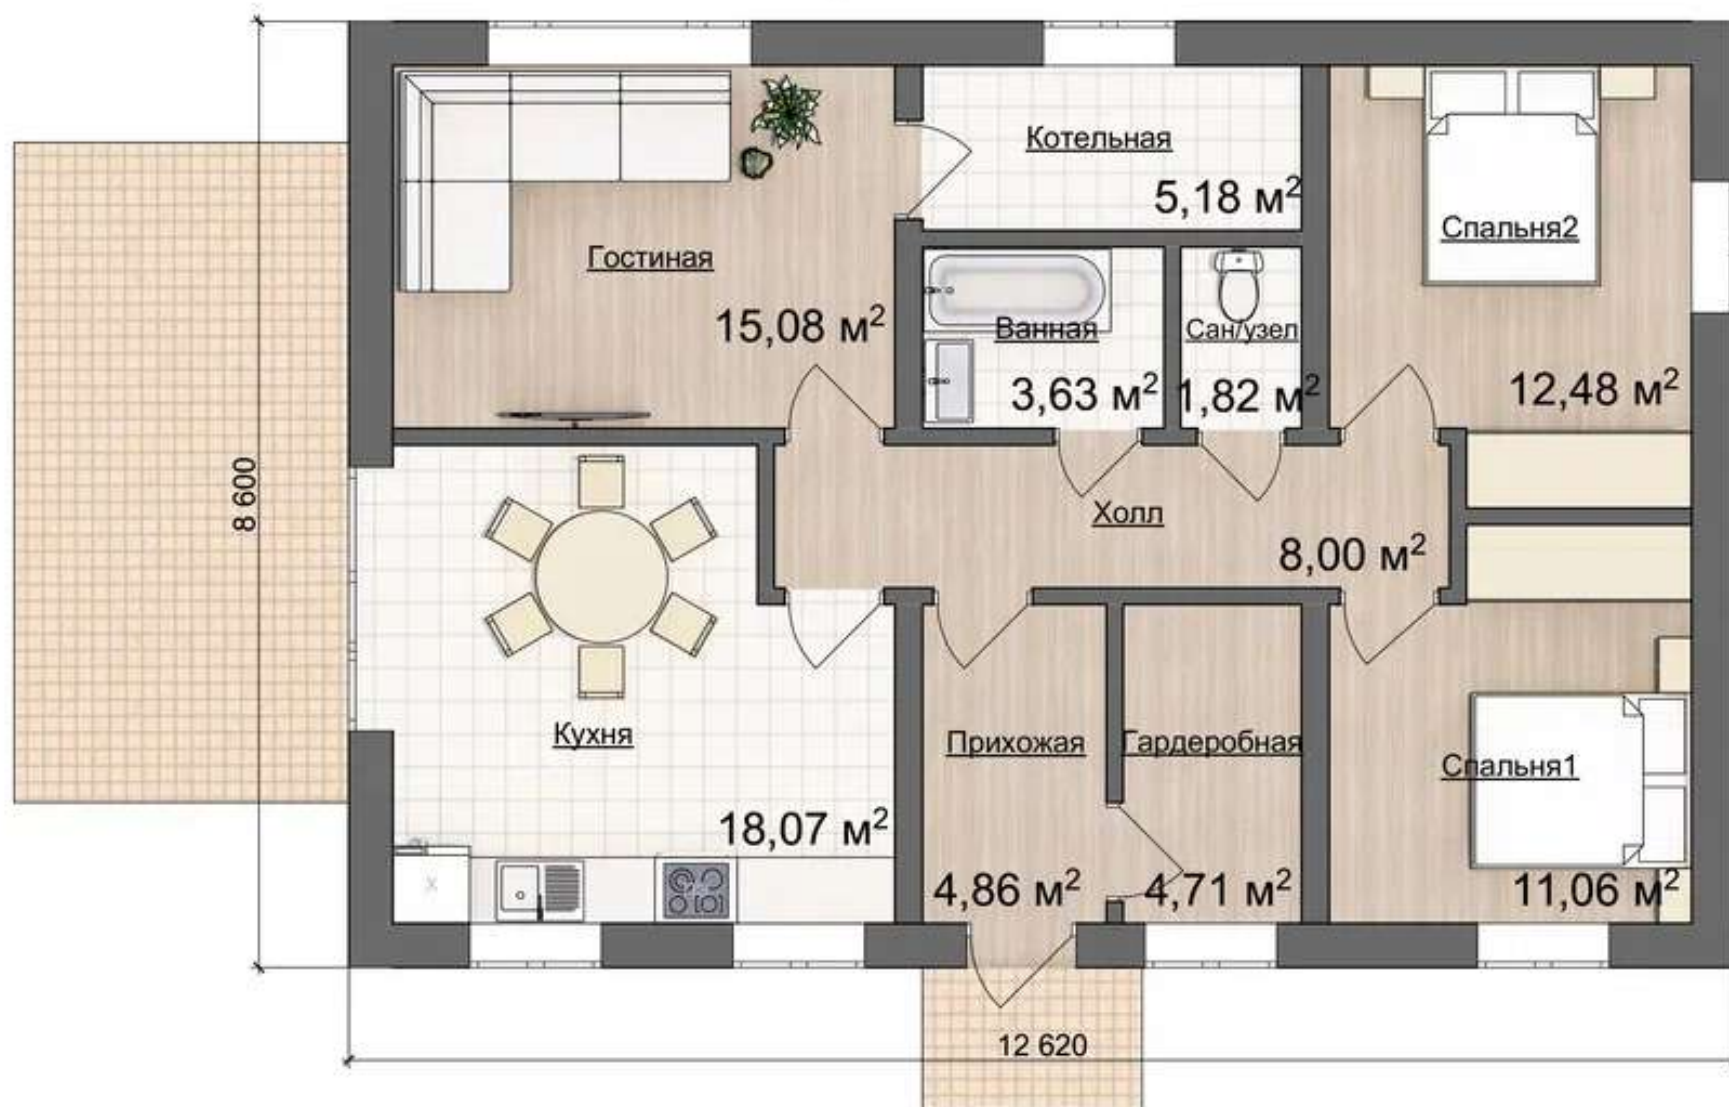 Котельная
5,18 м²
Спальня2
Гостиная
15,08 м²
Ванная
3,63 м²
Сан/узел
1,82 м²
12,48 м²
8 600
Холл
8,00 м²
Кухня
18,07 м²
Прихожая
4,86 м²
Гардеробная
4,71 м²
Спальня1
11,06 м²
12 620